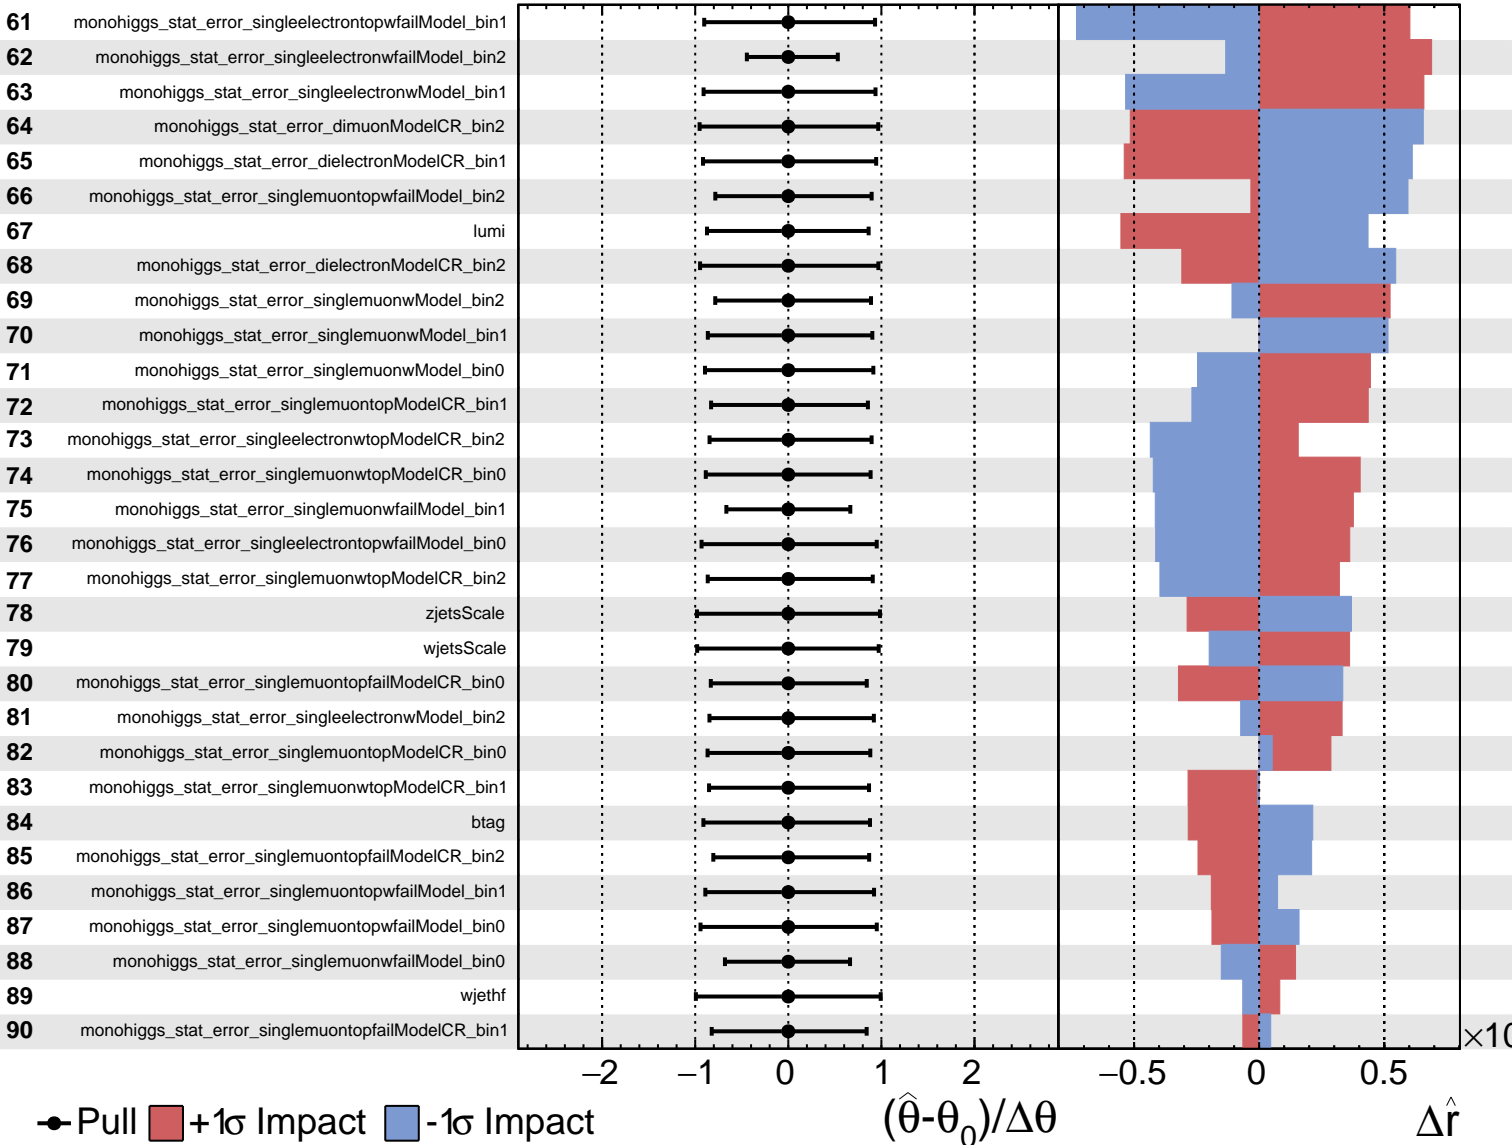 61 monohiggs_stat_error_singleelectrontopwfailModel_bin1
62 monohiggs_stat_error_singleelectronwfailModel_bin2
63 monohiggs_stat_error_singleelectronwModel_bin1
64 monohiggs_stat_error_dimuonModelCR_bin2
65 monohiggs_stat_error_dielectronModelCR_bin1
66 monohiggs_stat_error_singlemuontopwfailModel_bin2
67 lumi
68 monohiggs_stat_error_dielectronModelCR_bin2
69 monohiggs_stat_error_singlemuonwModel_bin2
70 monohiggs_stat_error_singlemuonwModel_bin1
71 monohiggs_stat_error_singlemuonwModel_bin0
72 monohiggs_stat_error_singlemuontopModelCR_bin1
73 monohiggs_stat_error_singleelectronwtopModelCR_bin2
74 monohiggs_stat_error_singlemuonwtopModelCR_bin0
75 monohiggs_stat_error_singlemuonwfailModel_bin1
76 monohiggs_stat_error_singleelectrontopwfailModel_bin0
77 monohiggs_stat_error_singlemuonwtopModelCR_bin2
78 zjetsScale
79 wjetsScale
80 monohiggs_stat_error_singlemuontopfailModelCR_bin0
81 monohiggs_stat_error_singleelectronwModel_bin2
82 monohiggs_stat_error_singlemuontopModelCR_bin0
83 monohiggs_stat_error_singlemuonwtopModelCR_bin1
84 btag
85 monohiggs_stat_error_singlemuontopfailModelCR_bin2
86 monohiggs_stat_error_singlemuontopwfailModel_bin1
87 monohiggs_stat_error_singlemuontopwfailModel_bin0
88 monohiggs_stat_error_singlemuonwfailModel_bin0
89 wjethf
90 monohiggs_stat_error_singlemuontopfailModelCR_bin1
×10
−2 −1 0 1 2 −0.5 0 0.5
Pull +1σ Impact -1σ Impact (θ̂-θ₀)/Δθ Δr̂